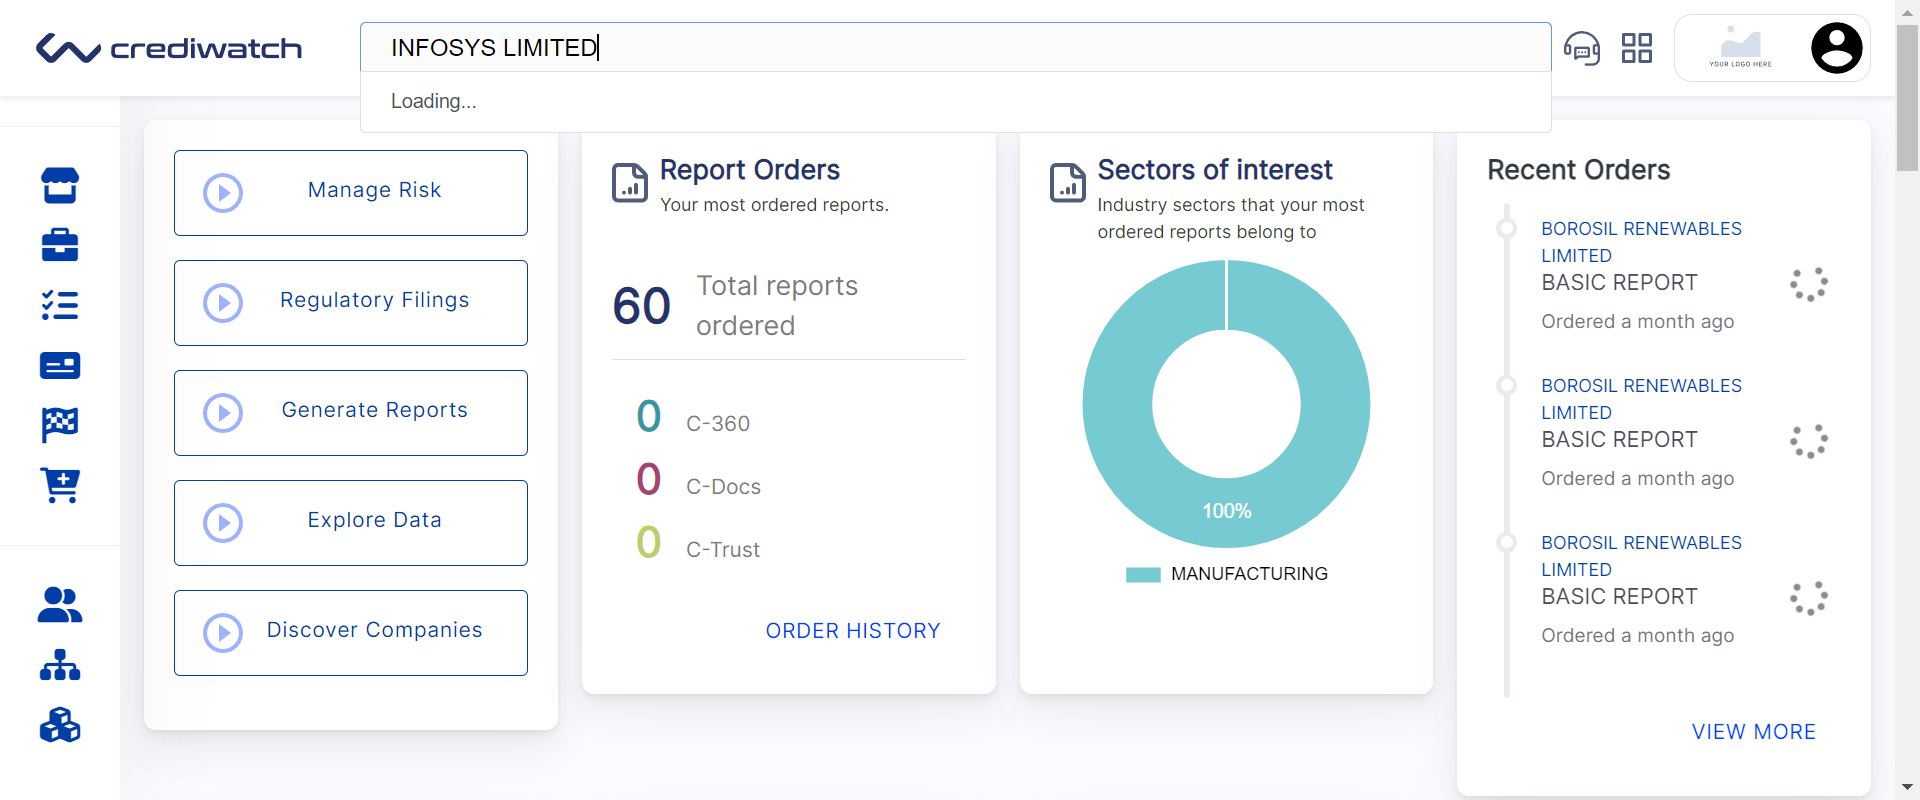 crediwatch
INFOSYS LIMITED
Loading...
YOUR LOGO HERE
Manage Risk
Regulatory Filings
Generate Reports
Explore Data
Discover Companies
Report Orders
Your most ordered reports.
60
Total reports
ordered
0 C-360
0 C-Docs
0 C-Trust
ORDER HISTORY
Sectors of interest
Industry sectors that your most
ordered reports belong to
100%
MANUFACTURING
Recent Orders
BOROSIL RENEWABLES
LIMITED
BASIC REPORT
Ordered a month ago
BOROSIL RENEWABLES
LIMITED
BASIC REPORT
Ordered a month ago
BOROSIL RENEWABLES
LIMITED
BASIC REPORT
Ordered a month ago
VIEW MORE